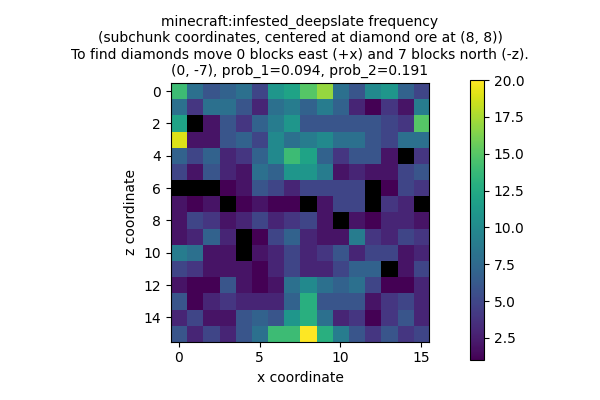 minecraft:infested_deepslate frequency
(subchunk coordinates, centered at diamond ore at (8, 8))
To find diamonds move 0 blocks east (+x) and 7 blocks north (-z).
(0, -7), prob_1=0.094, prob_2=0.191
0
2
4
6
8
10
12
14
z coordinate
0 5 10 15
x coordinate
20.0
17.5
15.0
12.5
10.0
7.5
5.0
2.5